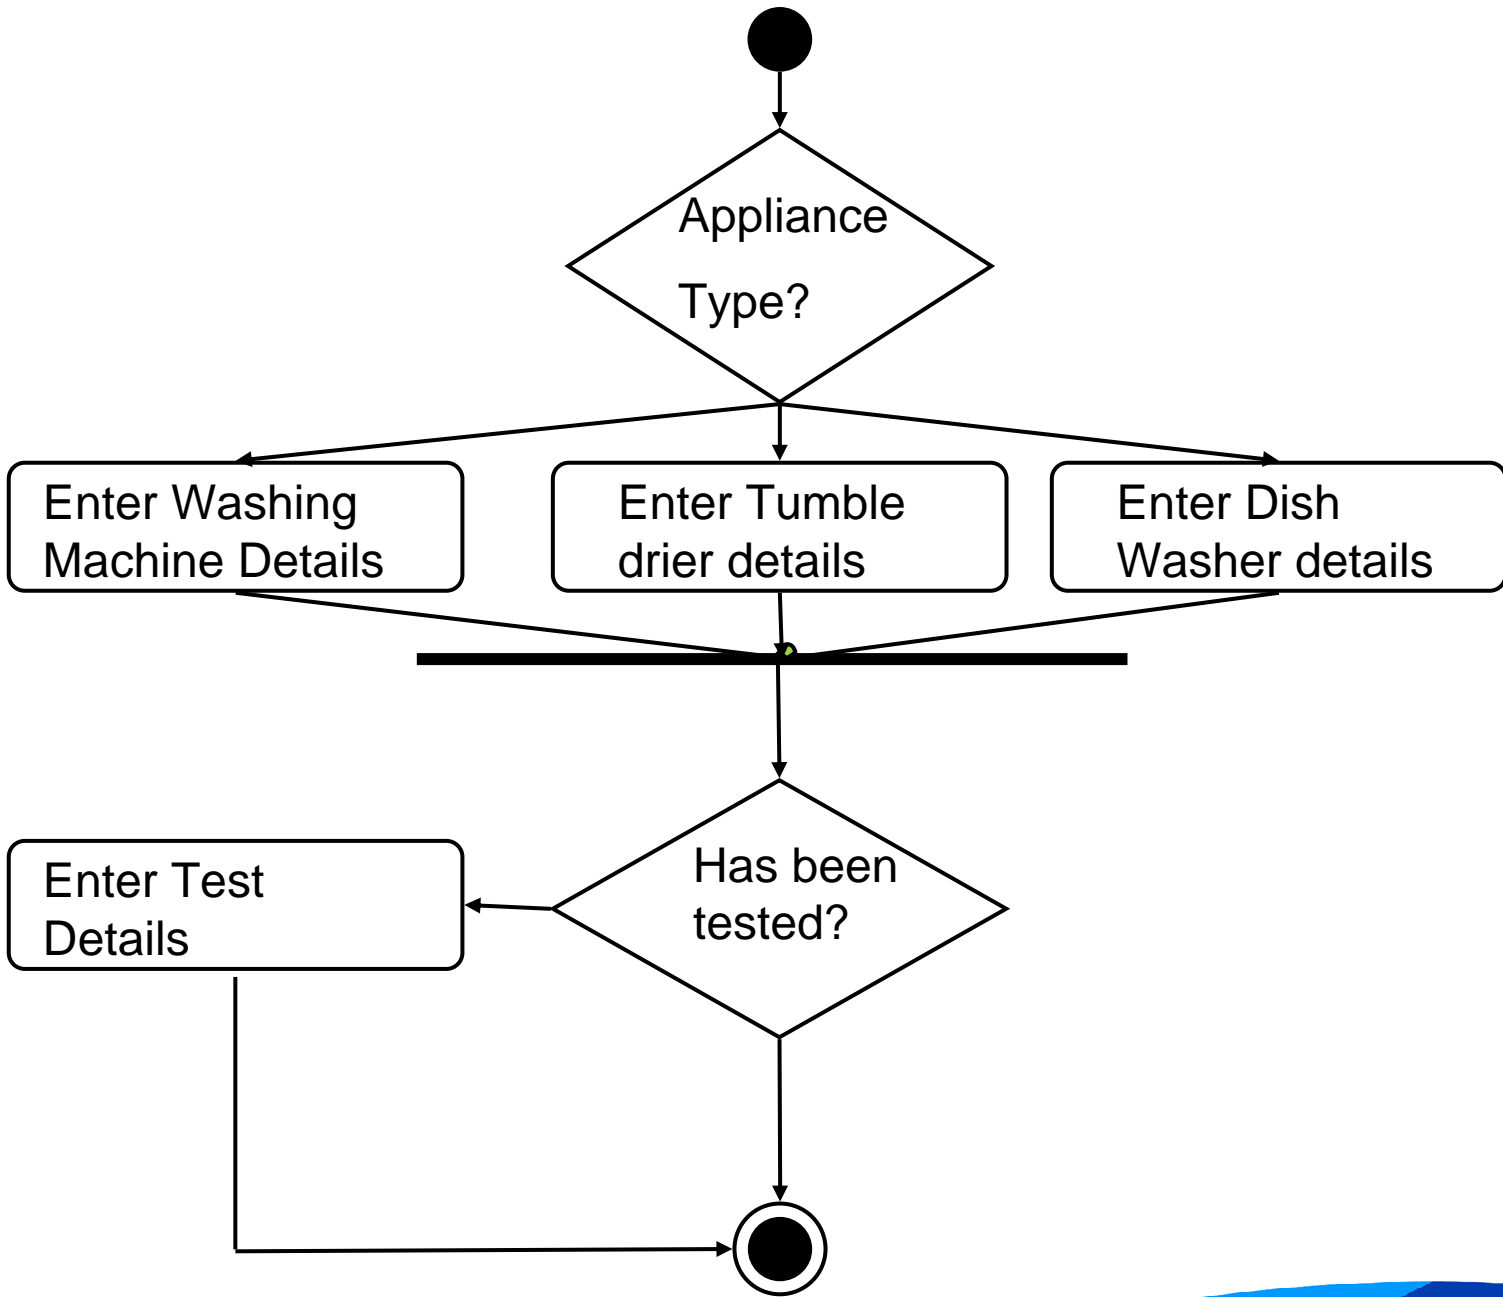 Appliance
Type?
Enter Washing
Machine Details
Enter Tumble
drier details
Enter Dish
Washer details
Has been
tested?
Enter Test
Details